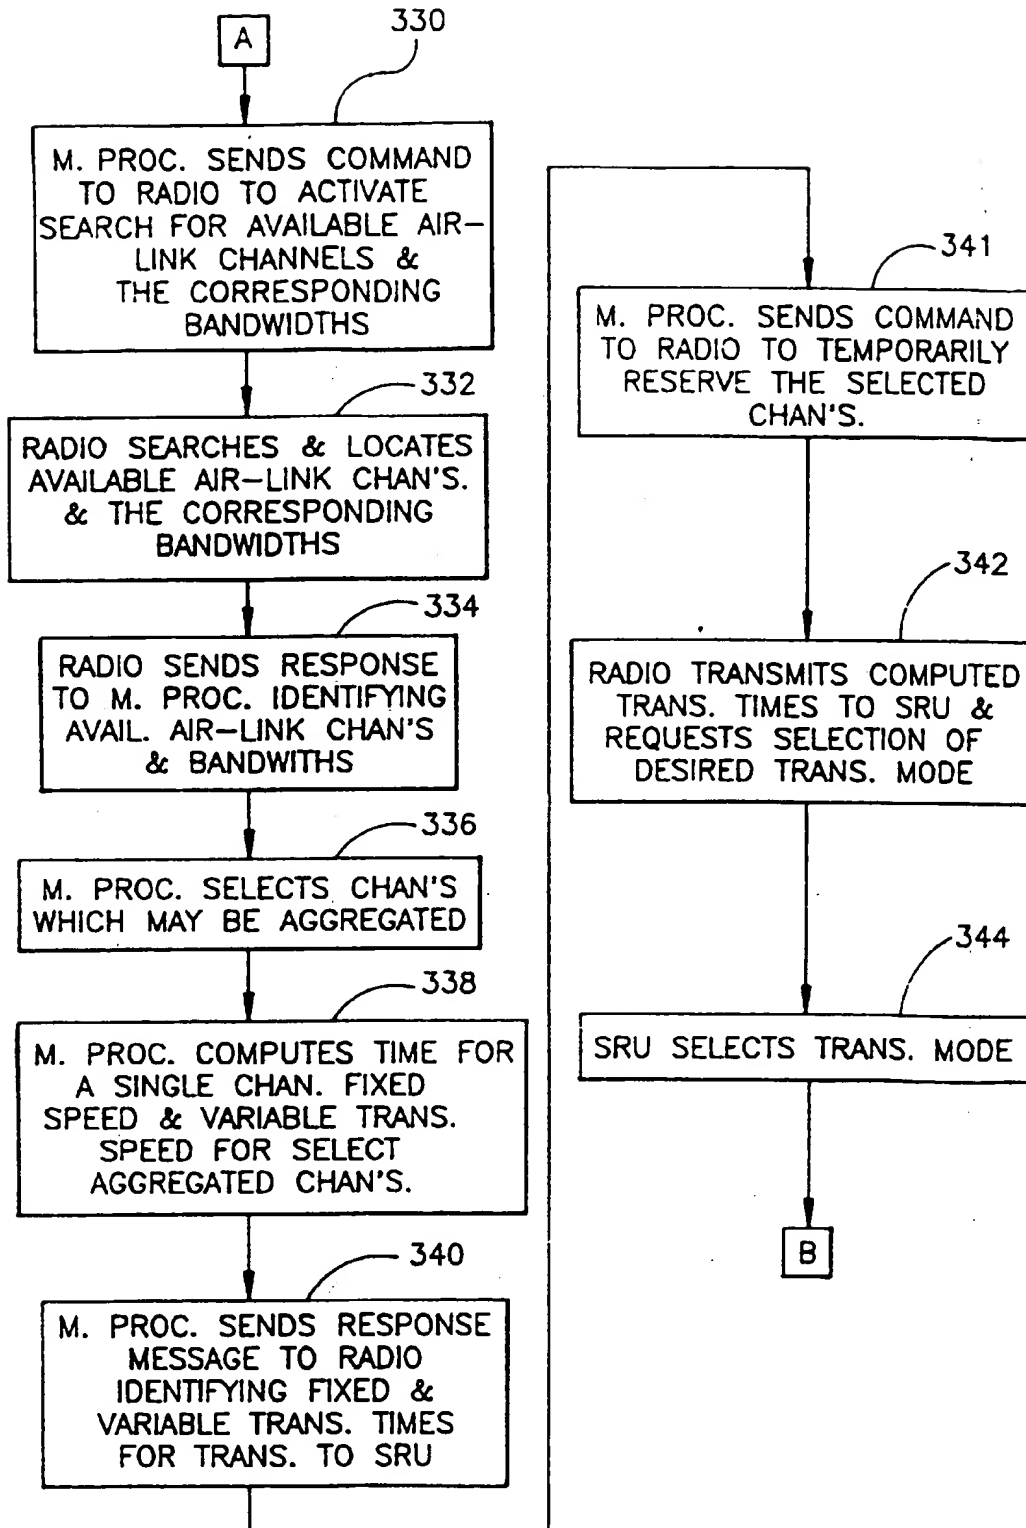 A
330
M. PROC. SENDS COMMAND
TO RADIO TO ACTIVATE
SEARCH FOR AVAILABLE AIR-
LINK CHANNELS &
THE CORRESPONDING
BANDWIDTHS
332
RADIO SEARCHES & LOCATES
AVAILABLE AIR-LINK CHAN'S.
& THE CORRESPONDING
BANDWIDTHS
334
RADIO SENDS RESPONSE
TO M. PROC. IDENTIFYING
AVAIL. AIR-LINK CHAN'S
& BANDWITHS
336
M. PROC. SELECTS CHAN'S
WHICH MAY BE AGGREGATED
338
M. PROC. COMPUTES TIME FOR
A SINGLE CHAN. FIXED
SPEED & VARIABLE TRANS.
SPEED FOR SELECT
AGGREGATED CHAN'S.
340
M. PROC. SENDS RESPONSE
MESSAGE TO RADIO
IDENTIFYING FIXED &
VARIABLE TRANS. TIMES
FOR TRANS. TO SRU
341
M. PROC. SENDS COMMAND
TO RADIO TO TEMPORARILY
RESERVE THE SELECTED
CHAN'S.
342
RADIO TRANSMITS COMPUTED
TRANS. TIMES TO SRU &
REQUESTS SELECTION OF
DESIRED TRANS. MODE
344
SRU SELECTS TRANS. MODE
B